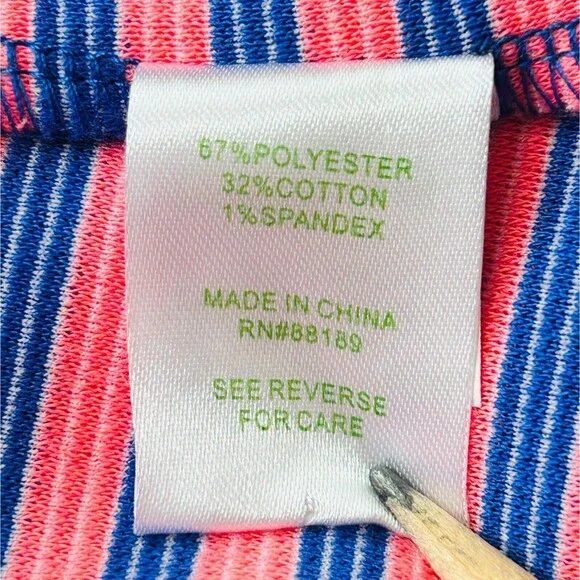 67%POLYESTER
32%COTTON
1%SPANDEX
MADE IN CHINA
RN#88189
SEE REVERSE
FOR CARE